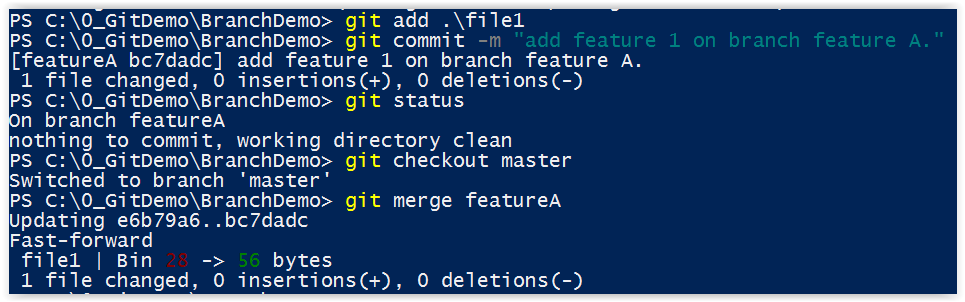 PS C:\0_GitDemo\BranchDemo> git add .\file1
PS C:\0_GitDemo\BranchDemo> git commit -m "add feature 1 on branch feature A."
[featureA bc7dadc] add feature 1 on branch feature A.
 1 file changed, 0 insertions(+), 0 deletions(-)
PS C:\0_GitDemo\BranchDemo> git status
On branch featureA
nothing to commit, working directory clean
PS C:\0_GitDemo\BranchDemo> git checkout master
Switched to branch 'master'
PS C:\0_GitDemo\BranchDemo> git merge featureA
Updating e6b79a6..bc7dadc
Fast-forward
 file1 | Bin 28 -> 56 bytes
 1 file changed, 0 insertions(+), 0 deletions(-)